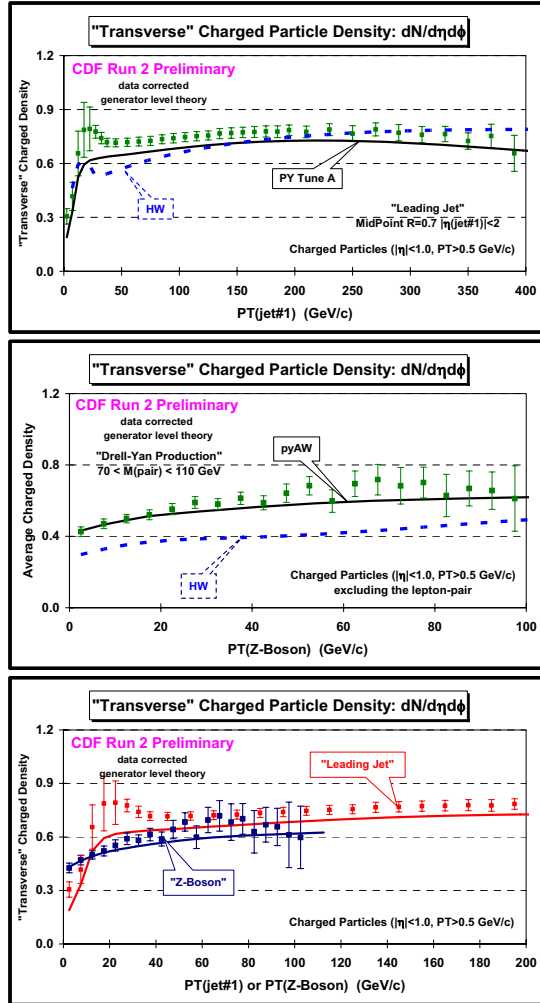 "Transverse" Charged Particle Density: dN/dηdϕ
CDF Run 2 Preliminary
data corrected
generator level theory
"Transverse" Charged Density
1.2
0.9
0.6
0.3
0.0
HW
PY Tune A
"Leading Jet"
MidPoint R=0.7 |η(jet#1)|<2
Charged Particles (|η|<1.0, PT>0.5 GeV/c)
0 50 100 150 200 250 300 350 400
PT(jet#1) (GeV/c)
"Transverse" Charged Particle Density: dN/dηdϕ
CDF Run 2 Preliminary
data corrected
generator level theory
"Drell-Yan Production"
70 < M(pair) < 110 GeV
Average Charged Density
1.2
0.8
0.4
0.0
pyAW
HW
Charged Particles (|η|<1.0, PT>0.5 GeV/c)
excluding the lepton-pair
0 20 40 60 80 100
PT(Z-Boson) (GeV/c)
"Transverse" Charged Particle Density: dN/dηdϕ
CDF Run 2 Preliminary
data corrected
generator level theory
"Transverse" Charged Density
1.2
0.9
0.6
0.3
0.0
"Leading Jet"
"Z-Boson"
Charged Particles (|η|<1.0, PT>0.5 GeV/c)
0 20 40 60 80 100 120 140 160 180 200
PT(jet#1) or PT(Z-Boson) (GeV/c)